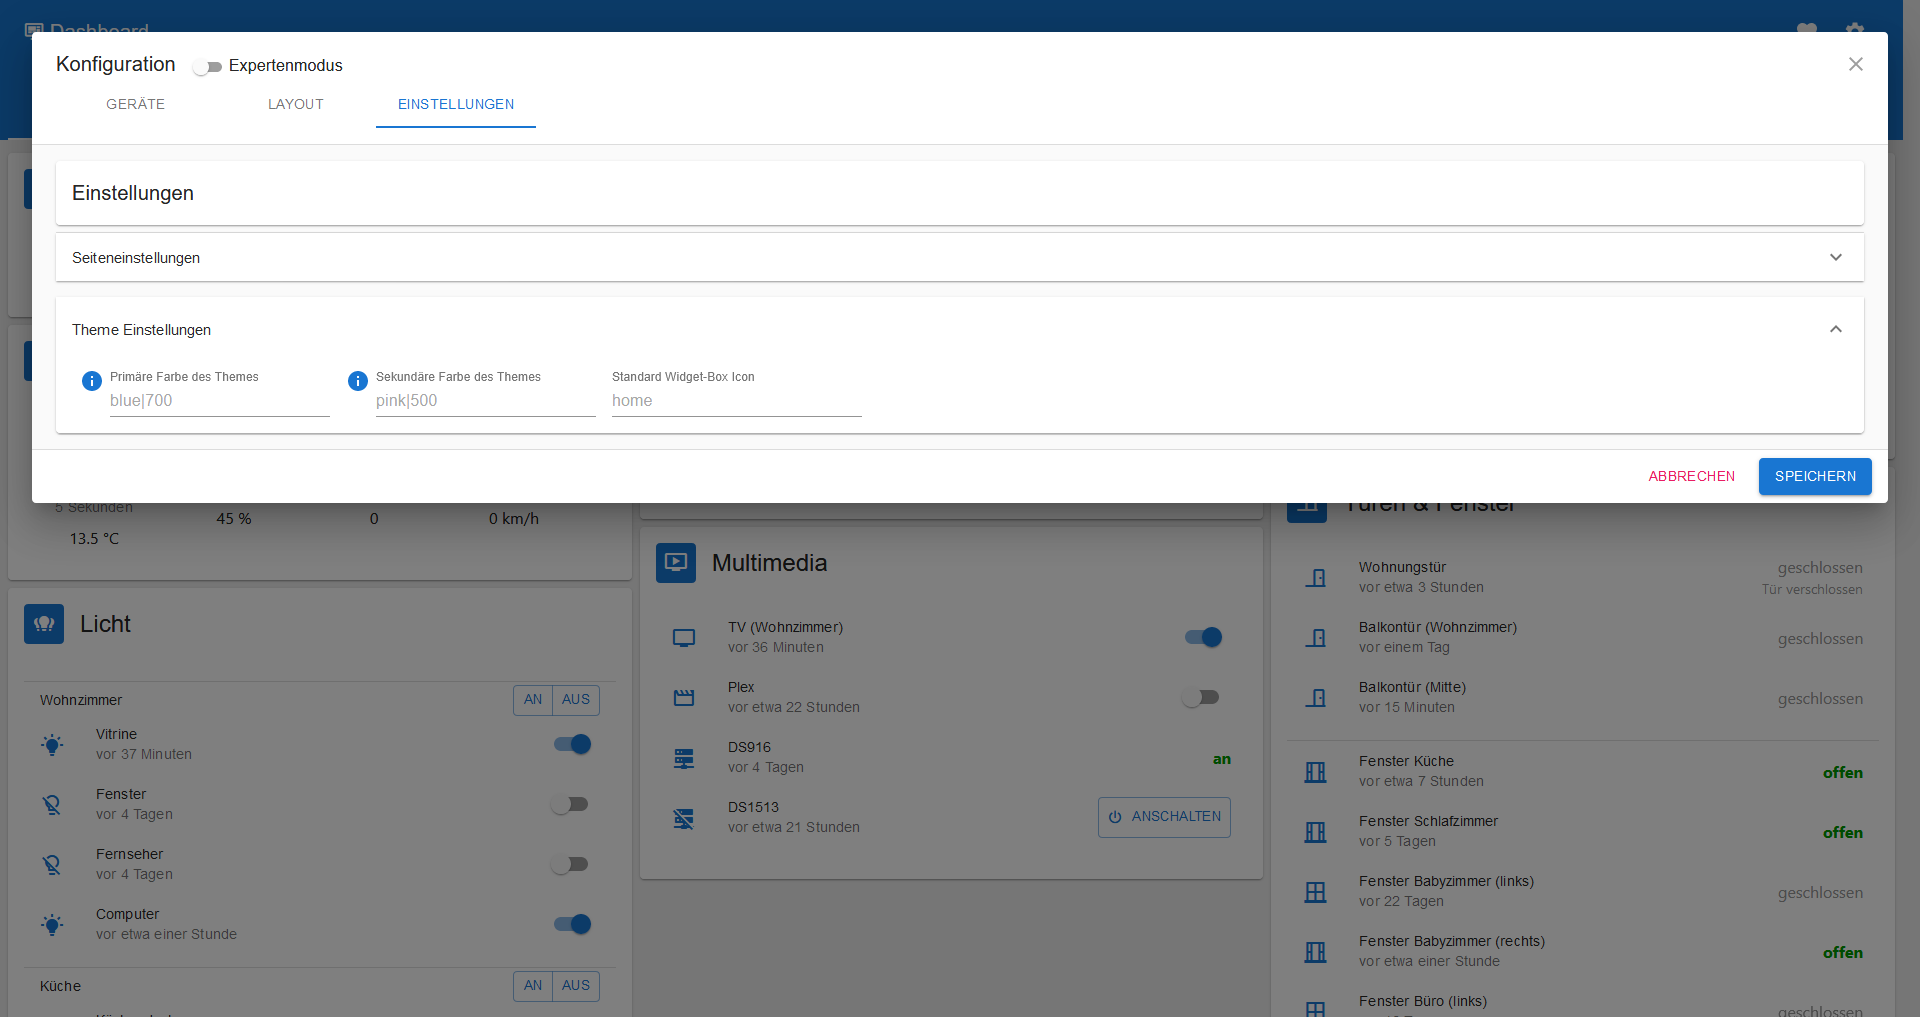 Dashboard
Konfiguration
Expertenmodus
GERÄTE
LAYOUT
EINSTELLUNGEN
Einstellungen
Seiteneinstellungen
Theme Einstellungen
Primäre Farbe des Themes
blue|700
Sekundäre Farbe des Themes
pink|500
Standard Widget-Box Icon
home
ABBRECHEN
SPEICHERN
5 Sekunden
13.5 °C
45 %
0
0 km/h
Licht
Wohnzimmer
AN
AUS
Vitrine
vor 37 Minuten
Fenster
vor 4 Tagen
Fernseher
vor 4 Tagen
Computer
vor etwa einer Stunde
Küche
AN
AUS
Multimedia
TV (Wohnzimmer)
vor 36 Minuten
Plex
vor etwa 22 Stunden
DS916
vor 4 Tagen
an
DS1513
vor etwa 21 Stunden
ANSCHALTEN
Türen & Fenster
Wohnungstür
vor etwa 3 Stunden
geschlossen
Tür verschlossen
Balkontür (Wohnzimmer)
vor einem Tag
geschlossen
Balkontür (Mitte)
vor 15 Minuten
geschlossen
Fenster Küche
vor etwa 7 Stunden
offen
Fenster Schlafzimmer
vor 5 Tagen
offen
Fenster Babyzimmer (links)
vor 22 Tagen
geschlossen
Fenster Babyzimmer (rechts)
vor etwa einer Stunde
offen
Fenster Büro (links)
geschlossen